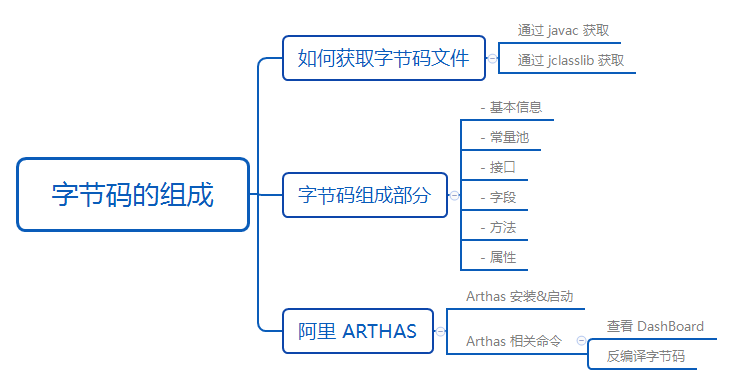 字节码的组成
如何获取字节码文件
通过 javac 获取
通过 jclasslib 获取
字节码组成部分
- 基本信息
- 常量池
- 接口
- 字段
- 方法
- 属性
阿里 ARTHAS
Arthas 安装&启动
Arthas 相关命令
查看 DashBoard
反编译字节码